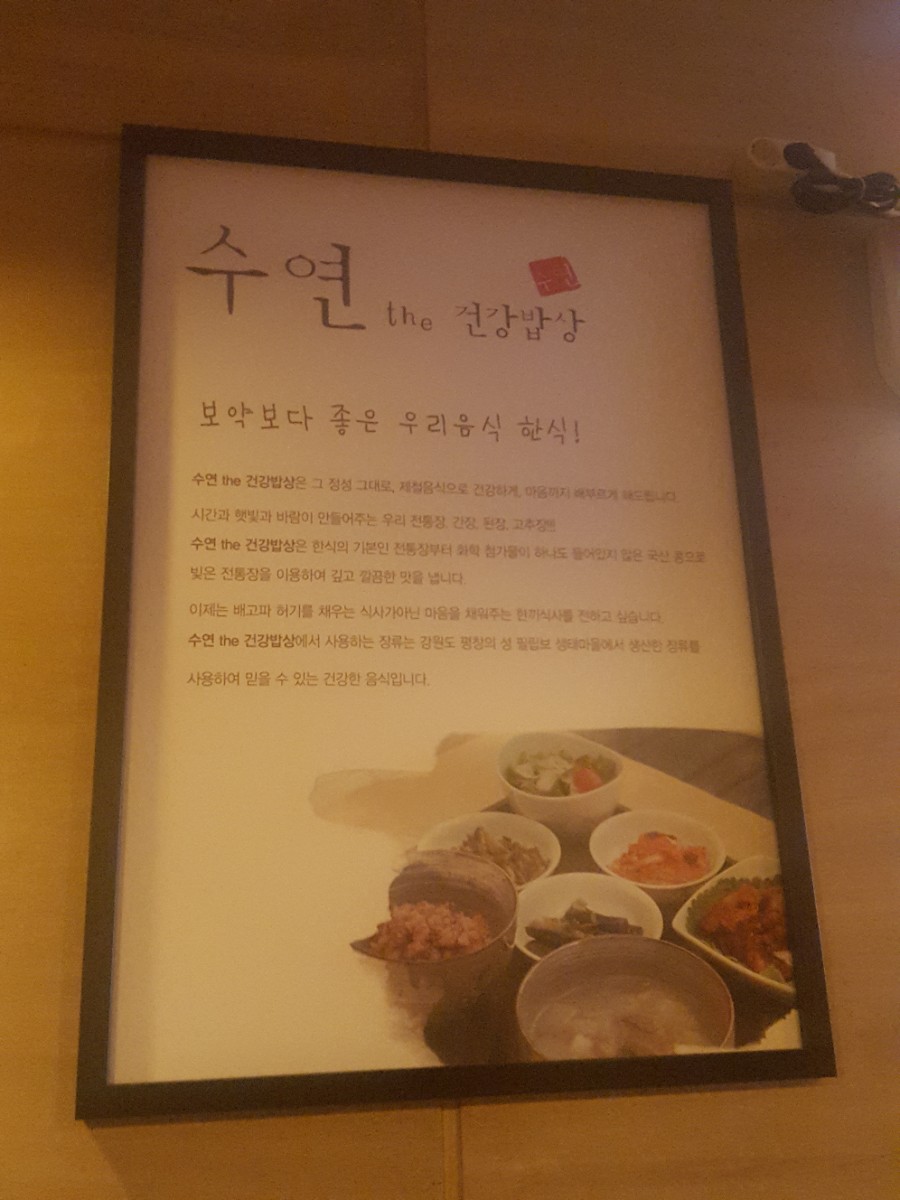 수연 the 건강밥상
수연
보약보다 좋은 우리음식 한식!
수연 the 건강밥상은 그 정성 그대로, 제철음식으로 건강하게, 마음까지 배부르게 해드립니다.
시간과 햇빛과 바람이 만들어주는 우리 전통장, 간장, 된장, 고추장!!!
수연 the 건강밥상은 한식의 기본인 전통장부터 화학 첨가물이 하나도 들어있지 않은 국산 콩으로
빚은 전통장을 이용하여 깊고 깔끔한 맛을 냅니다.
이제는 배고파 허기를 채우는 식사가아닌 마음을 채워주는 한끼식사를 전하고 싶습니다.
수연 the 건강밥상에서 사용하는 장류는 강원도 평창의 성 필립보 생태마을에서 생산한 장류를
사용하여 믿을 수 있는 건강한 음식입니다.